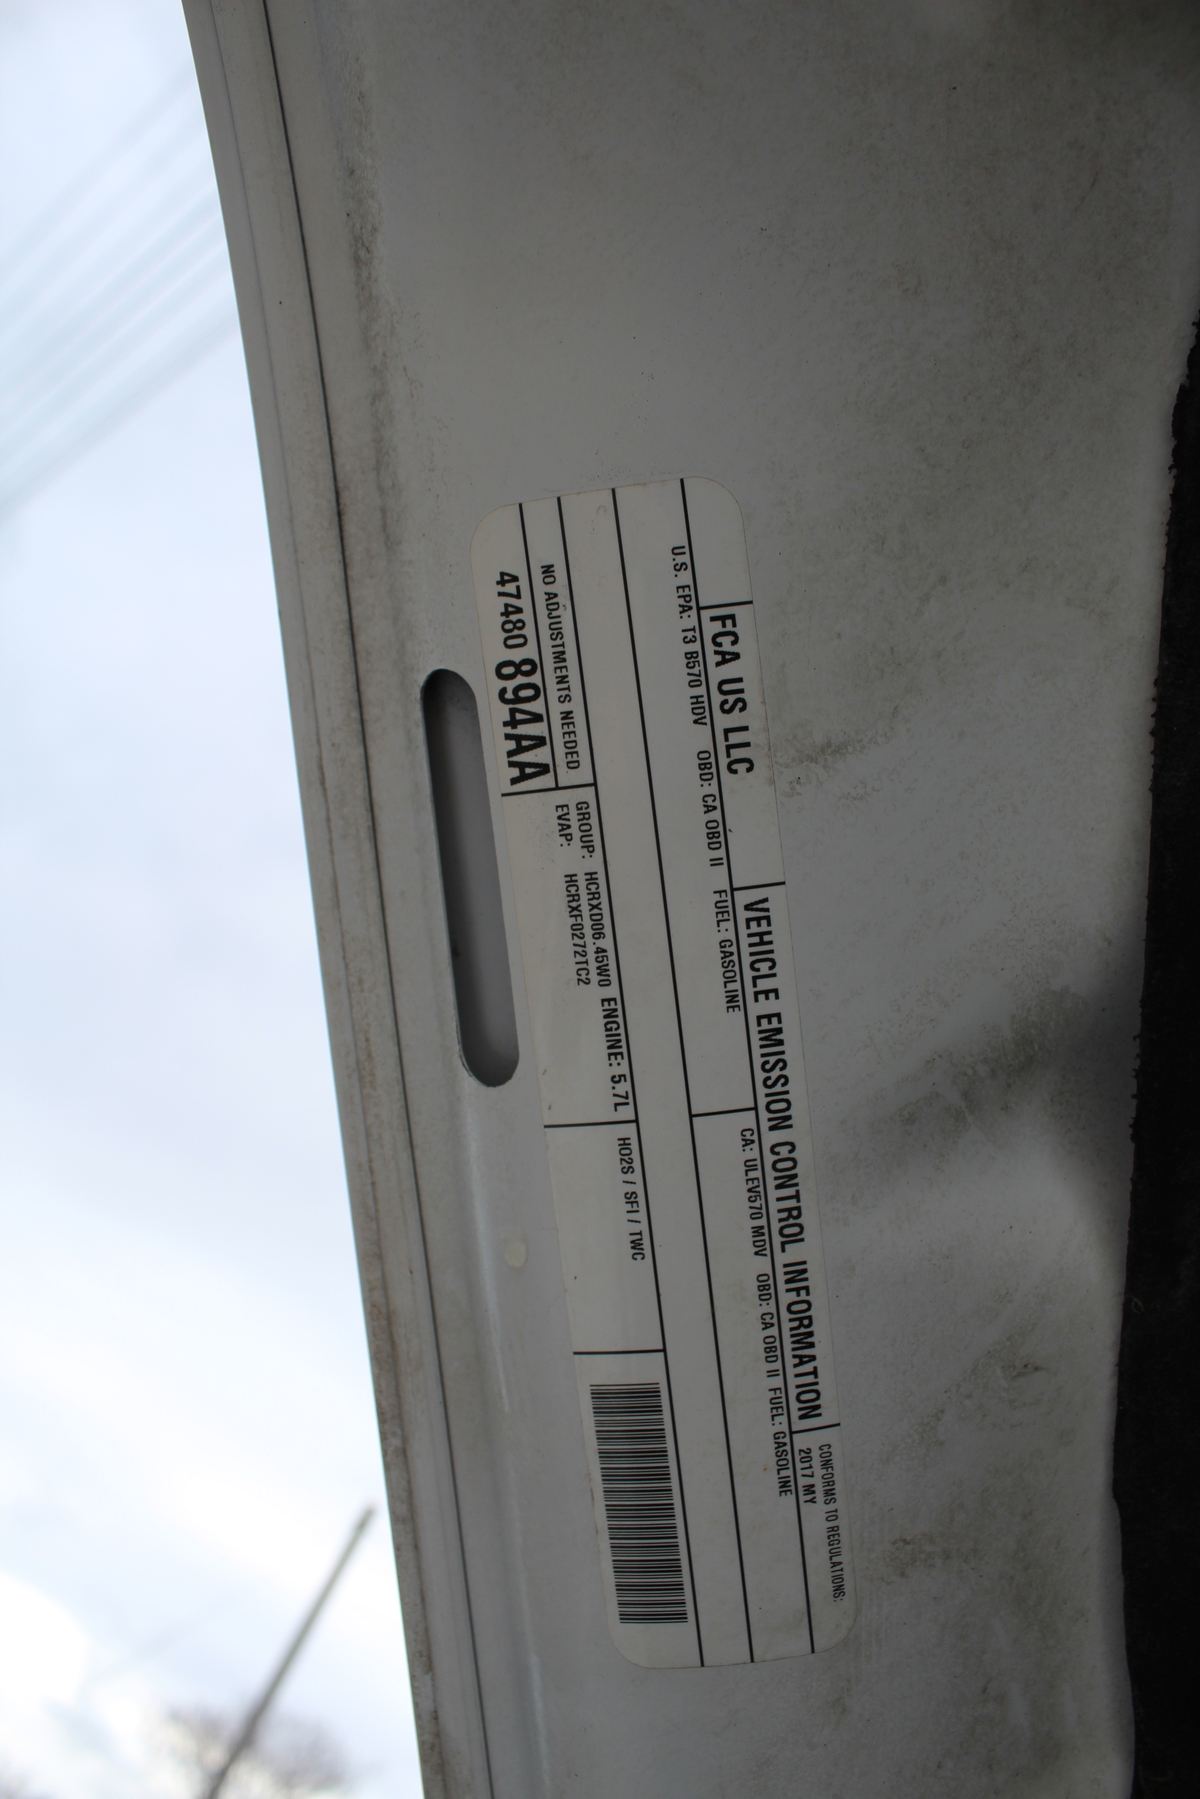 FCA US LLC
VEHICLE EMISSION CONTROL INFORMATION
CONFORMS TO REGULATIONS:
2017 MY
U.S. EPA: T3 B570 HDV OBD: CA OBD II FUEL: GASOLINE
CA: ULEV570 MDV OBD: CA OBD II FUEL: GASOLINE
NO ADJUSTMENTS NEEDED
47480 894AA
GROUP: HCRXD06.45W0 ENGINE: 5.7L
EVAP: HCRXF0272TC2
HO2S / SFI / TWC